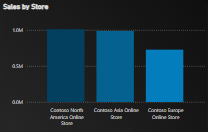 Sales by Store
1.0M
0.5M
0.0M
Contoso North
America Online
Store
Contoso Asia Online
Store
Contoso Europe
Online Store